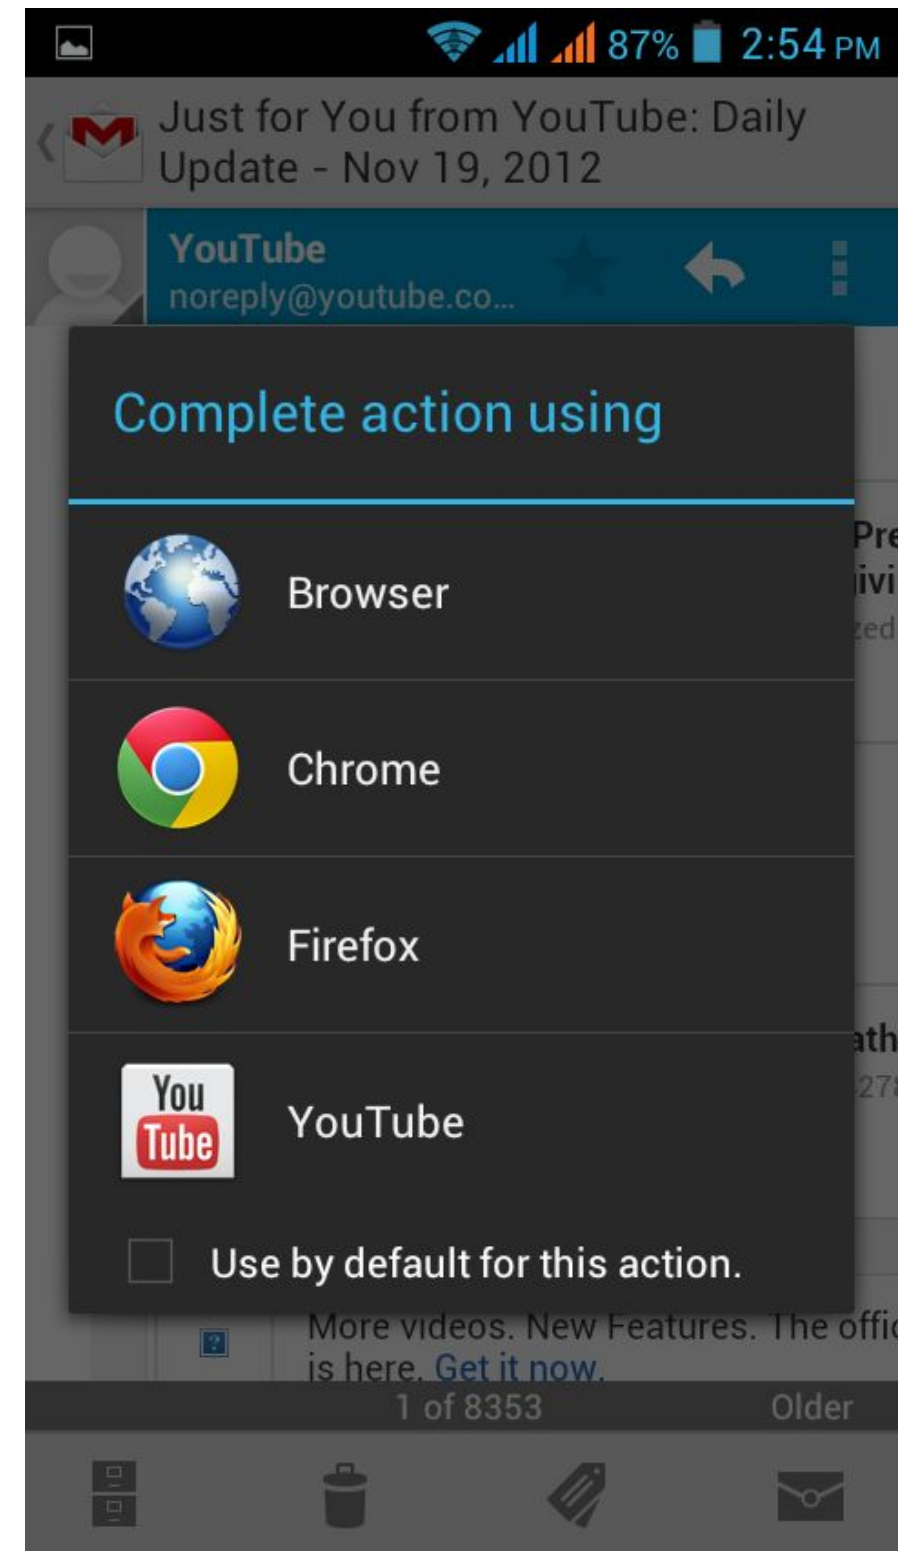 87% 2:54 PM
Just for You from YouTube: Daily
Update - Nov 19, 2012
YouTube
noreply@youtube.co...
Complete action using
Browser
Chrome
Firefox
You
Tube
YouTube
Use by default for this action.
More videos. New Features. The offic
is here. Get it now.
1 of 8353 Older